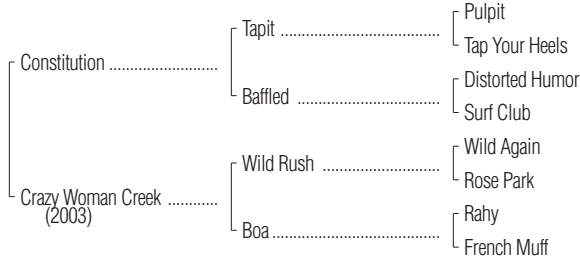 Pulpit
Tapit ..............................
Tap Your Heels
Constitution ..........................
Distorted Humor
Baffled ..................................
Surf Club
Wild Again
Wild Rush ............................
Rose Park
Crazy Woman Creek ............
(2003)
Rahy
Boa........................................
French Muff